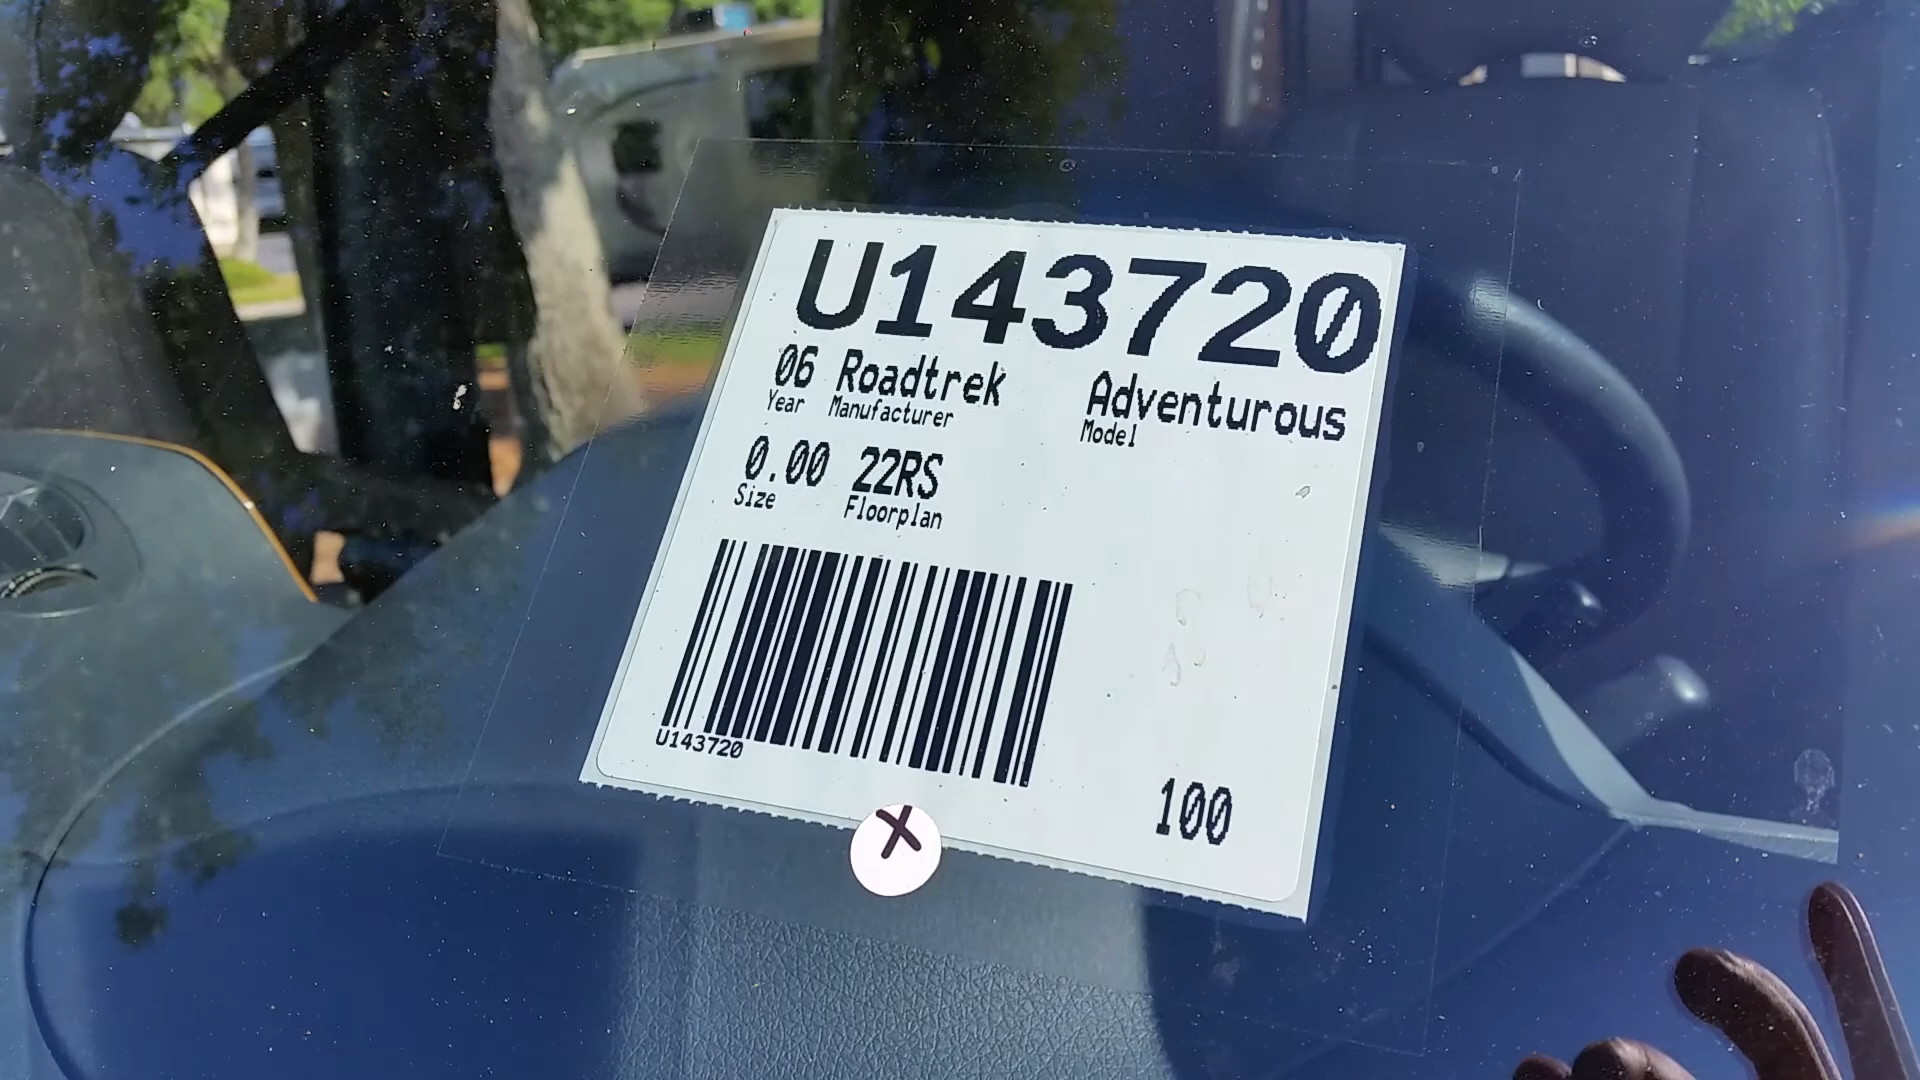 U143720
06 Roadtrek Adventurous
Year Manufacturer Model
0.00 22RS
Size Floorplan
U143720
100
X